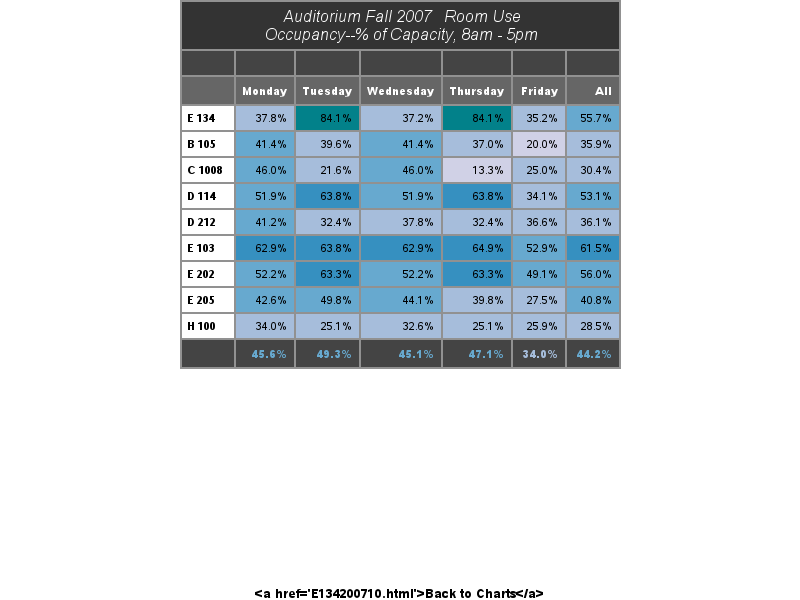 Auditorium Fall 2007 Room Use
Occupancy--% of Capacity, 8am - 5pm
Monday Tuesday Wednesday Thursday Friday All
E 134 37.8% 84.1% 37.2% 84.1% 35.2% 55.7%
B 105 41.4% 39.6% 41.4% 37.0% 20.0% 35.9%
C 1008 46.0% 21.6% 46.0% 13.3% 25.0% 30.4%
D 114 51.9% 63.8% 51.9% 63.8% 34.1% 53.1%
D 212 41.2% 32.4% 37.8% 32.4% 36.6% 36.1%
E 103 62.9% 63.8% 62.9% 64.9% 52.9% 61.5%
E 202 52.2% 63.3% 52.2% 63.3% 49.1% 56.0%
E 205 42.6% 49.8% 44.1% 39.8% 27.5% 40.8%
H 100 34.0% 25.1% 32.6% 25.1% 25.9% 28.5%
45.6% 49.3% 45.1% 47.1% 34.0% 44.2%
<a href='E134200710.html'>Back to Charts</a>